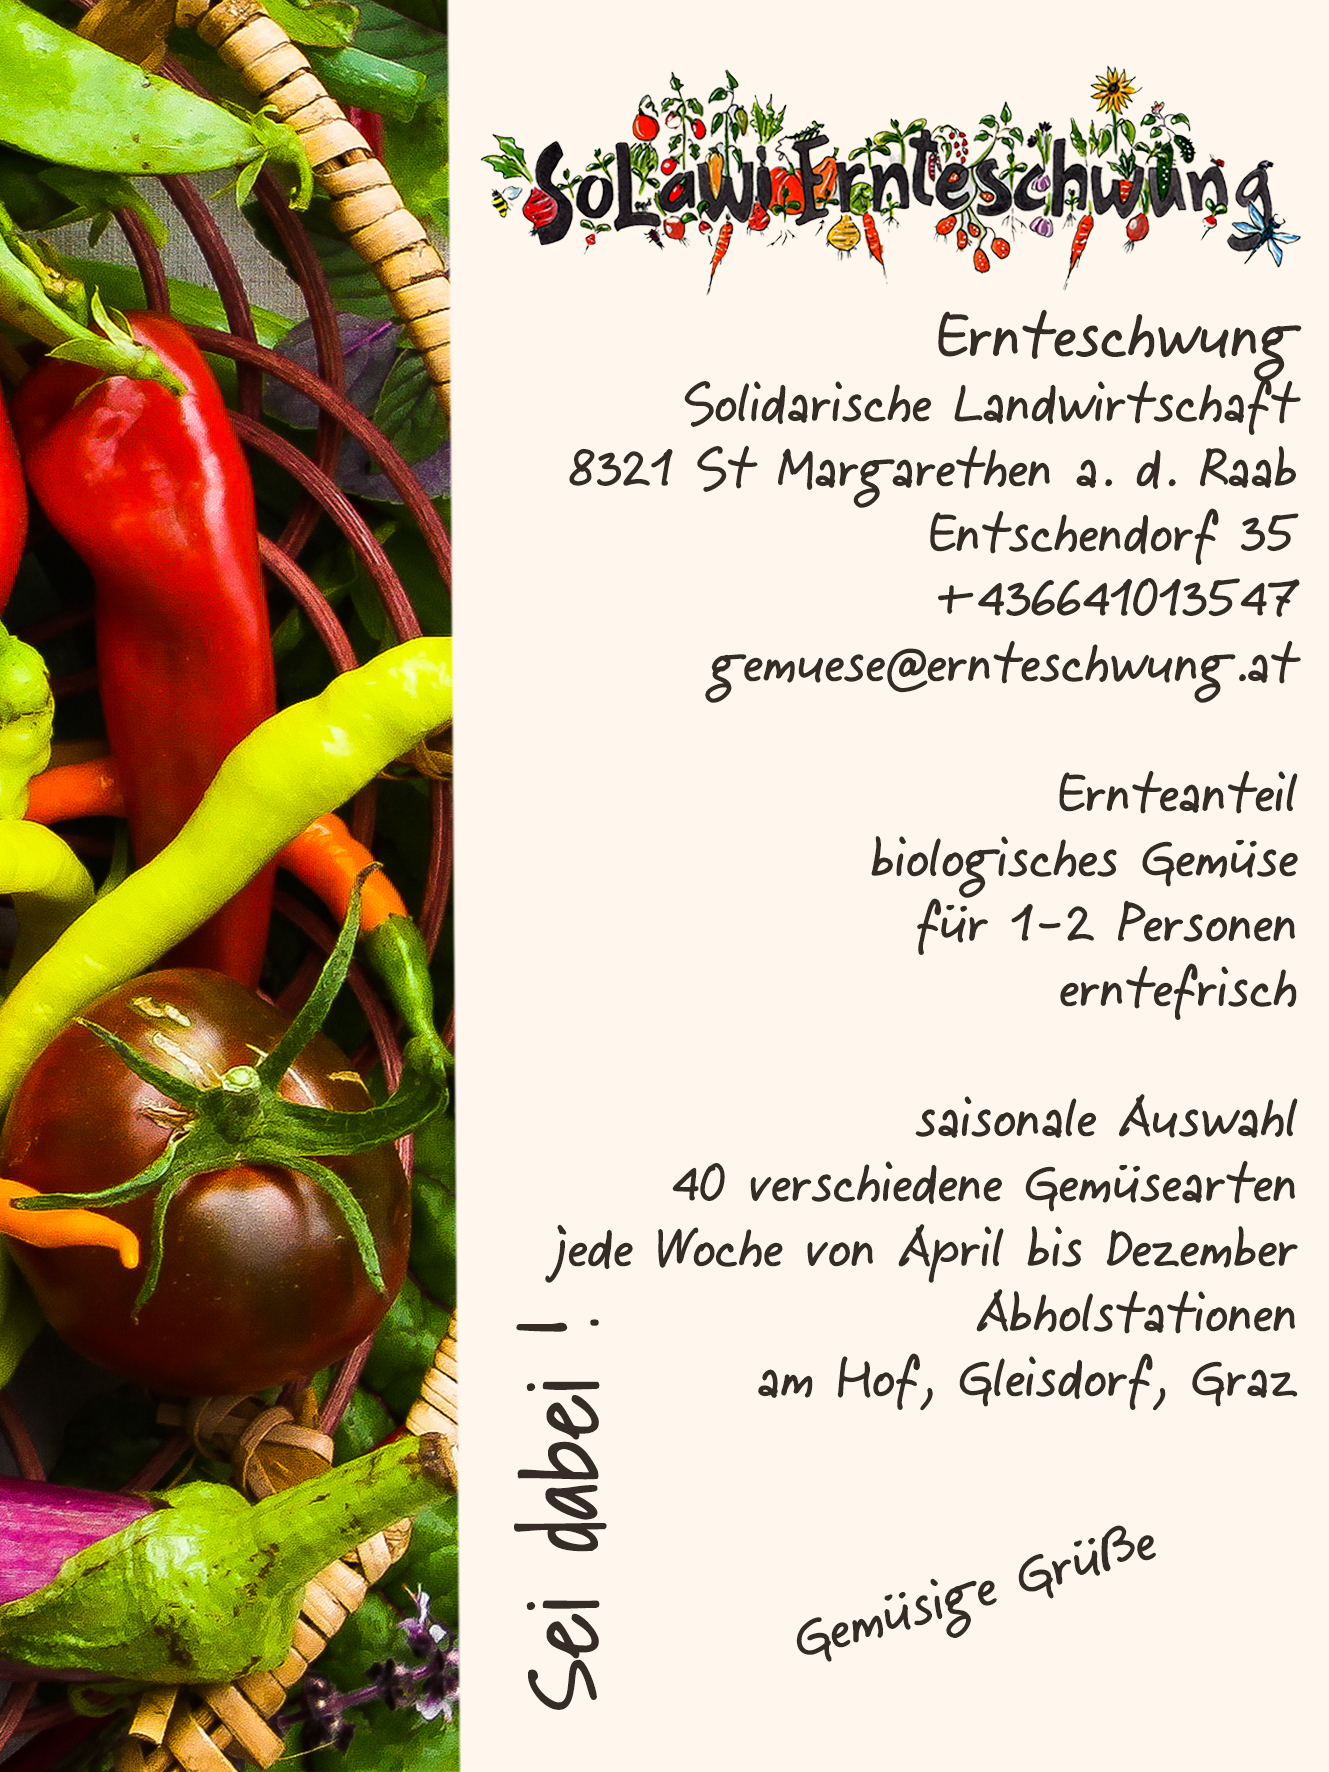 SoLawi Ernteschwung
Ernteschwung
Solidarische Landwirtschaft
8321 St Margarethen a. d. Raab
Entschendorf 35
+436641013547
gemuese@ernteschwung.at
Ernteanteil
biologisches Gemüse
für 1-2 Personen
erntefrisch
saisonale Auswahl
40 verschiedene Gemüsearten
jede Woche von April bis Dezember
Abholstationen
am Hof, Gleisdorf, Graz
Sei dabei !
Gemüsige Grüße